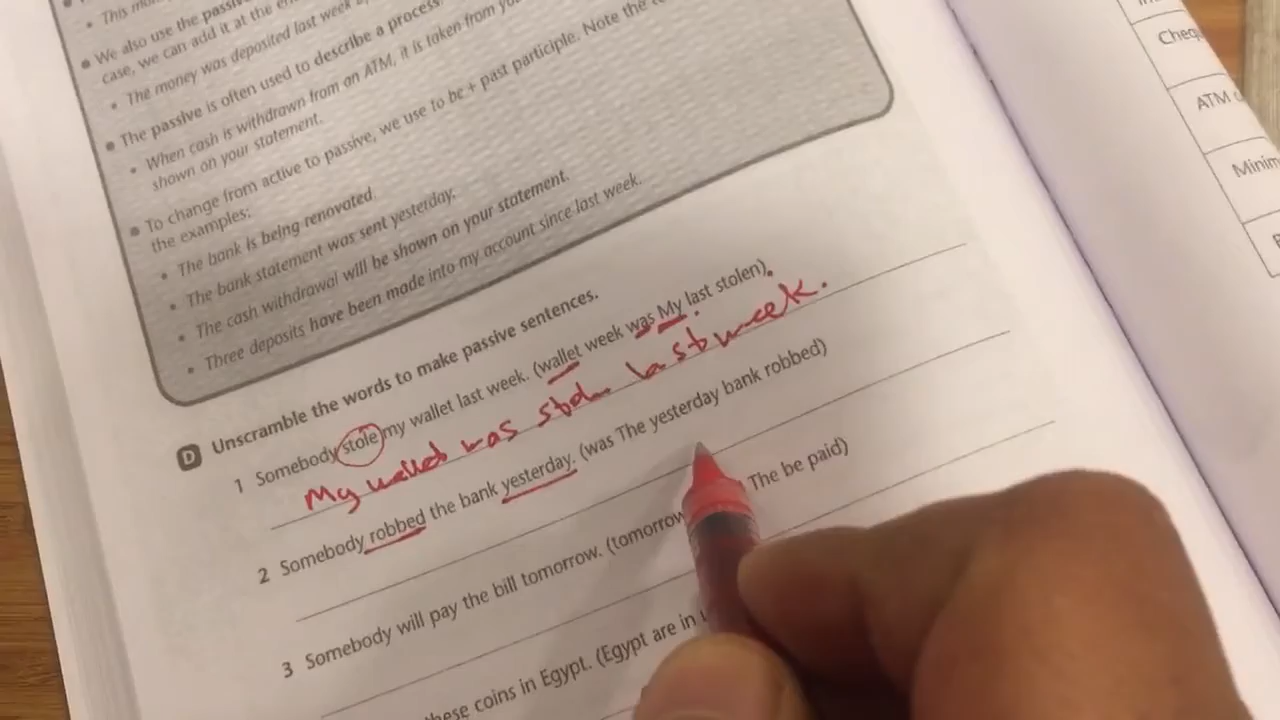 • This
• We also use the passive
case, we can add it at the
• The money was deposited last week
• The passive is often used to describe a process.
• When cash is withdrawn from an ATM, it is taken from
shown on your statement.
• To change from active to passive, we use to be + past participle. Note the
the examples:
• The bank is being renovated.
• The bank statement was sent yesterday.
• The cash withdrawal will be shown on your statement.
• Three deposits have been made into my account since last week.
D Unscramble the words to make passive sentences.
1 Somebody stole my wallet last week. (wallet week was My last stolen).
My wallet was stolen last week.
2 Somebody robbed the bank yesterday. (was The yesterday bank robbed)
3 Somebody will pay the bill tomorrow. (tomorrow The be paid)
these coins in Egypt. (Egypt are in
ATM